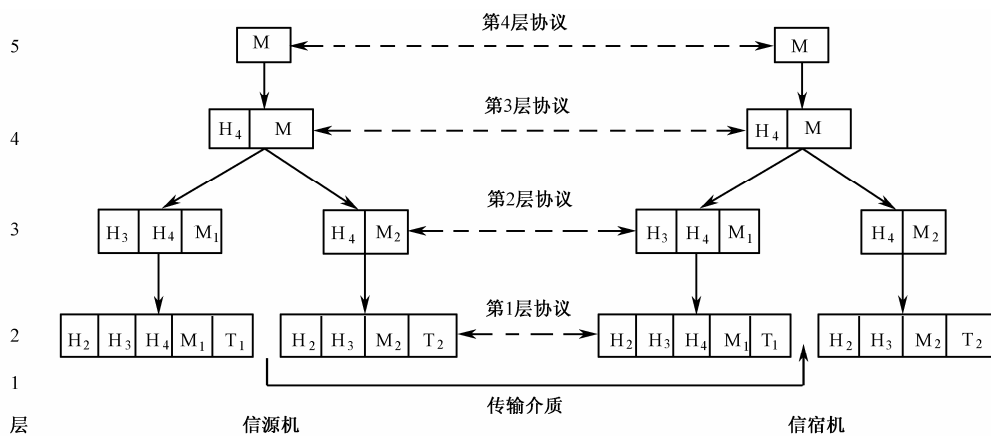 第4层协议
5 M M
第3层协议
4 H₄ M H₄ M
第2层协议
3 H₃ H₄ M₁ H₄ M₂ H₃ H₄ M₁ H₄ M₂
第1层协议
2 H₂ H₃ H₄ M₁ T₁ H₂ H₃ M₂ T₂ H₂ H₃ H₄ M₁ T₁ H₂ H₃ M₂ T₂
1
传输介质
层 信源机 信宿机